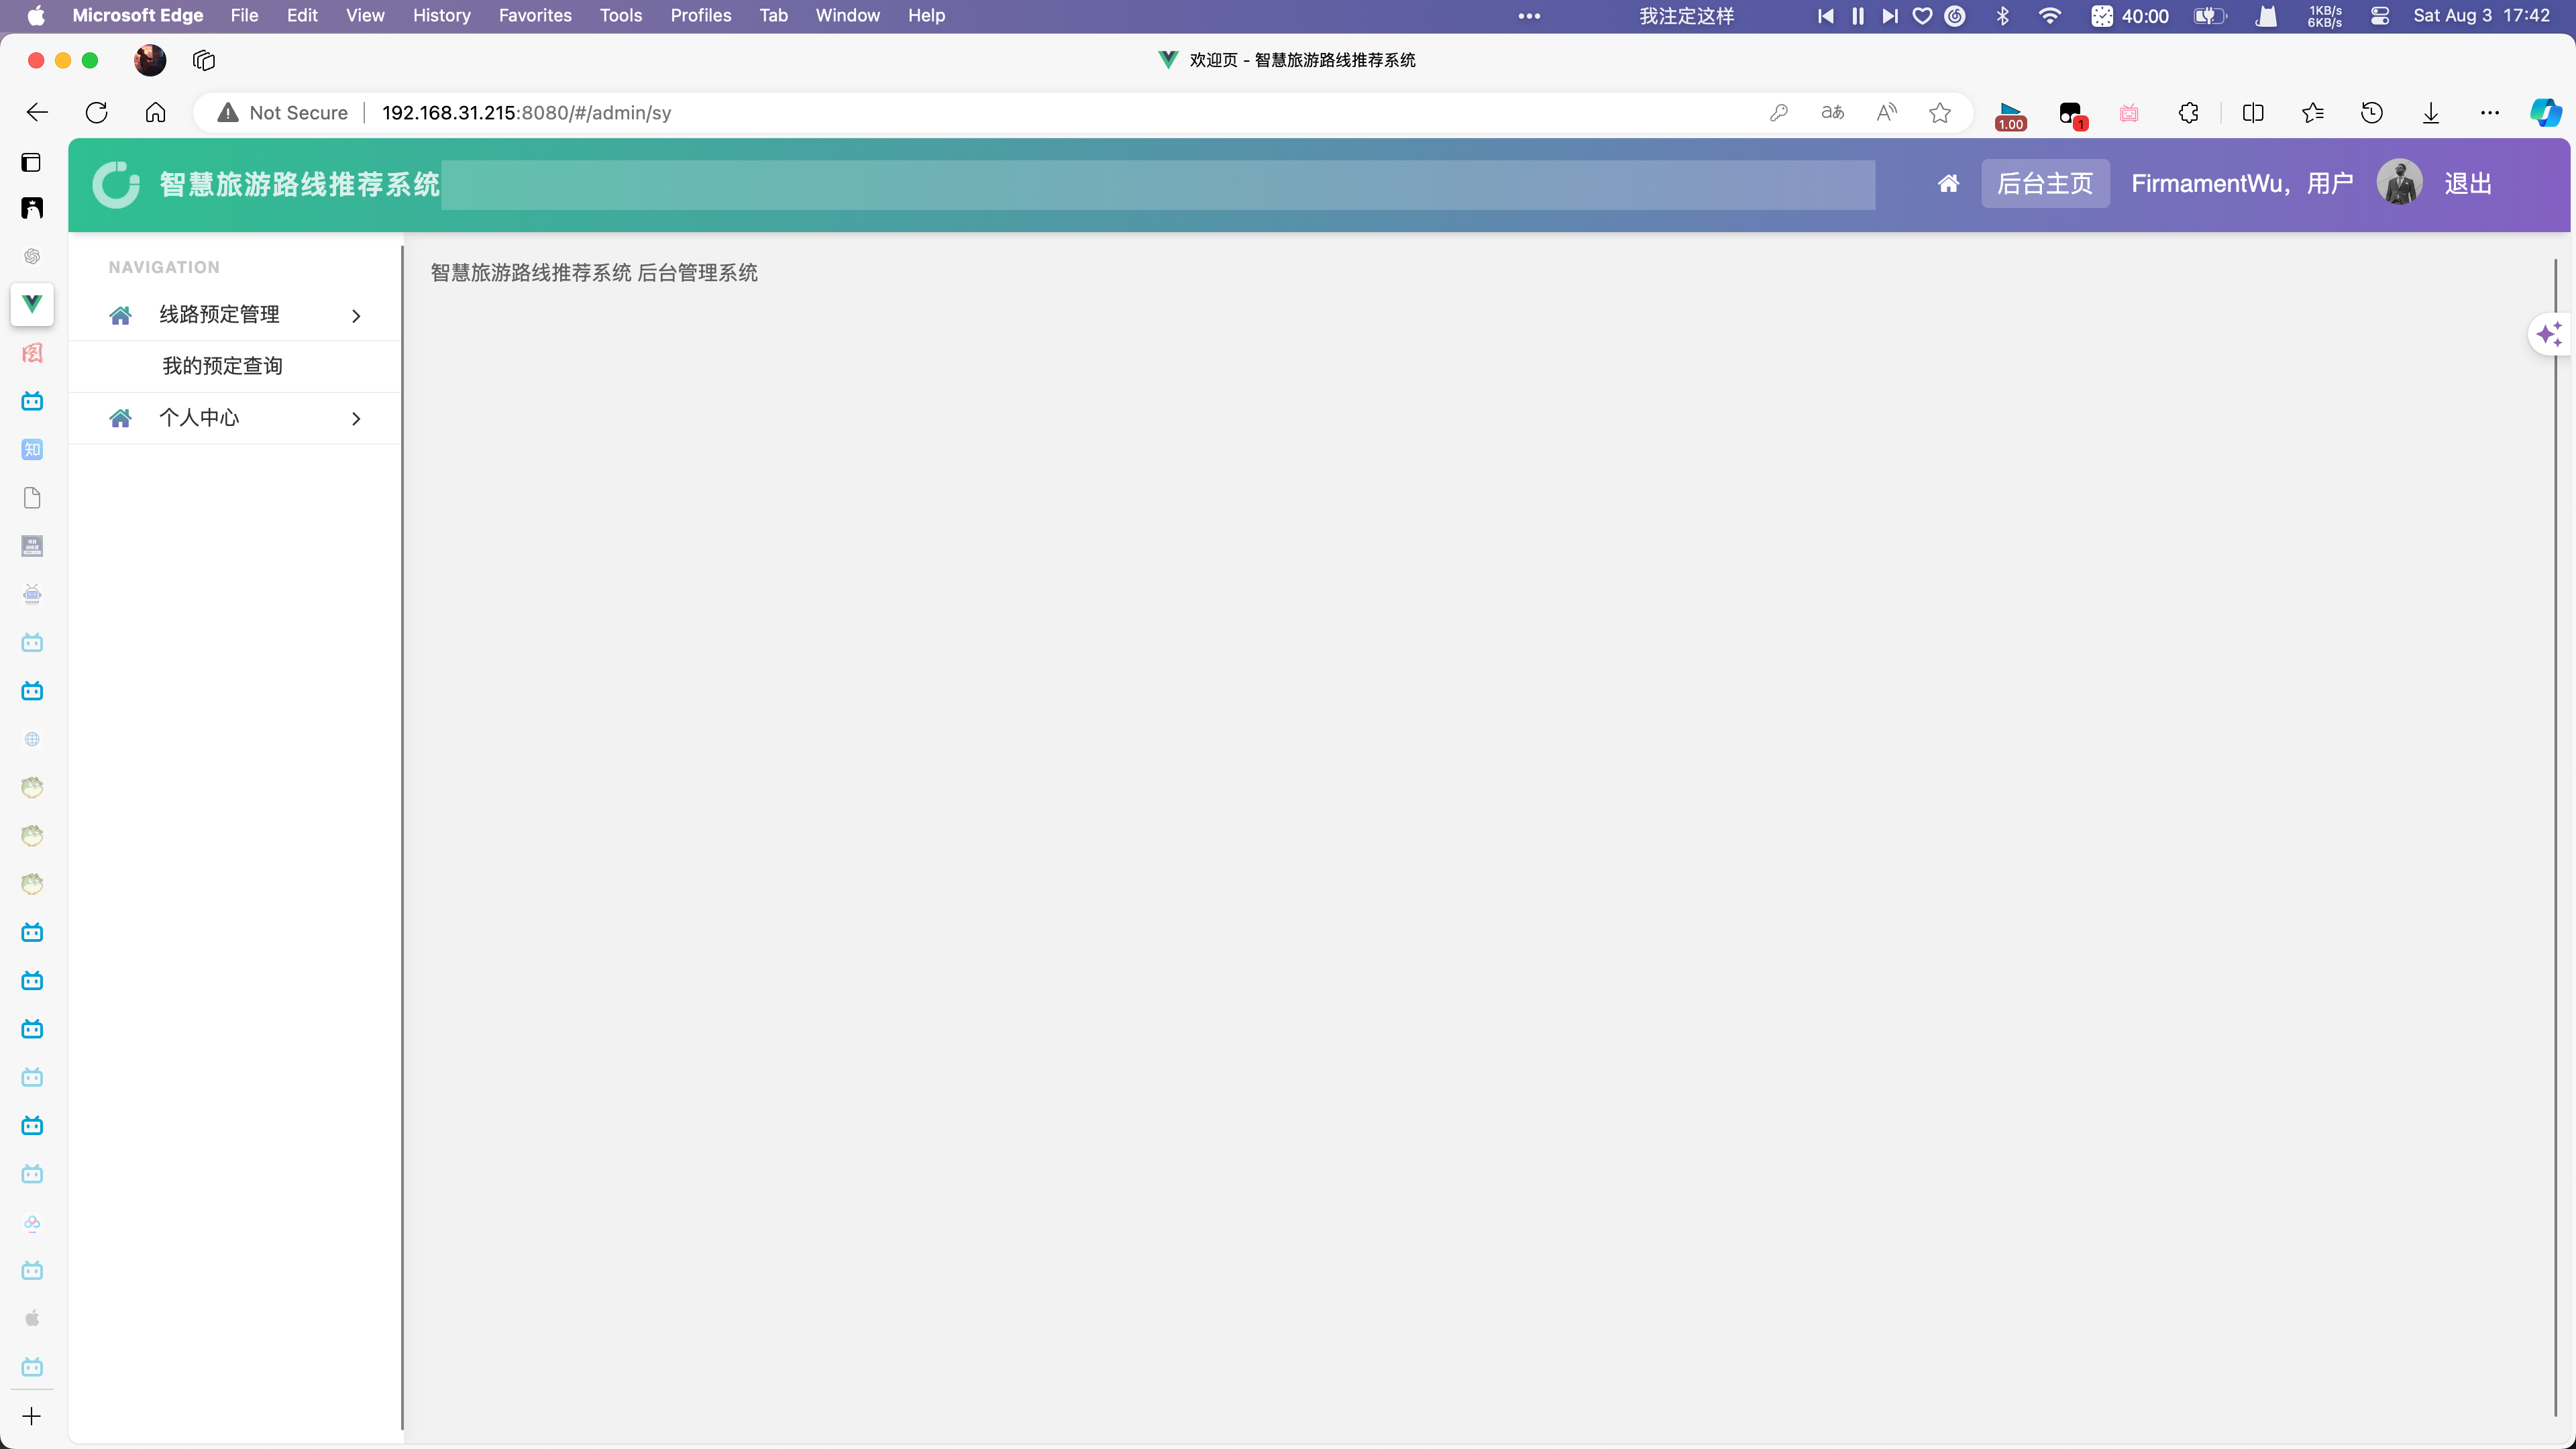 Microsoft Edge File Edit View History Favorites Tools Profiles Tab Window Help 我注定这样 40:00 1KB/s 6KB/s Sat Aug 3 17:42
欢迎页 - 智慧旅游路线推荐系统
Not Secure 192.168.31.215:8080/#/admin/sy 1.00 1
智慧旅游路线推荐系统 后台主页 FirmamentWu，用户 退出
NAVIGATION
智慧旅游路线推荐系统 后台管理系统
线路预定管理
我的预定查询
个人中心
知